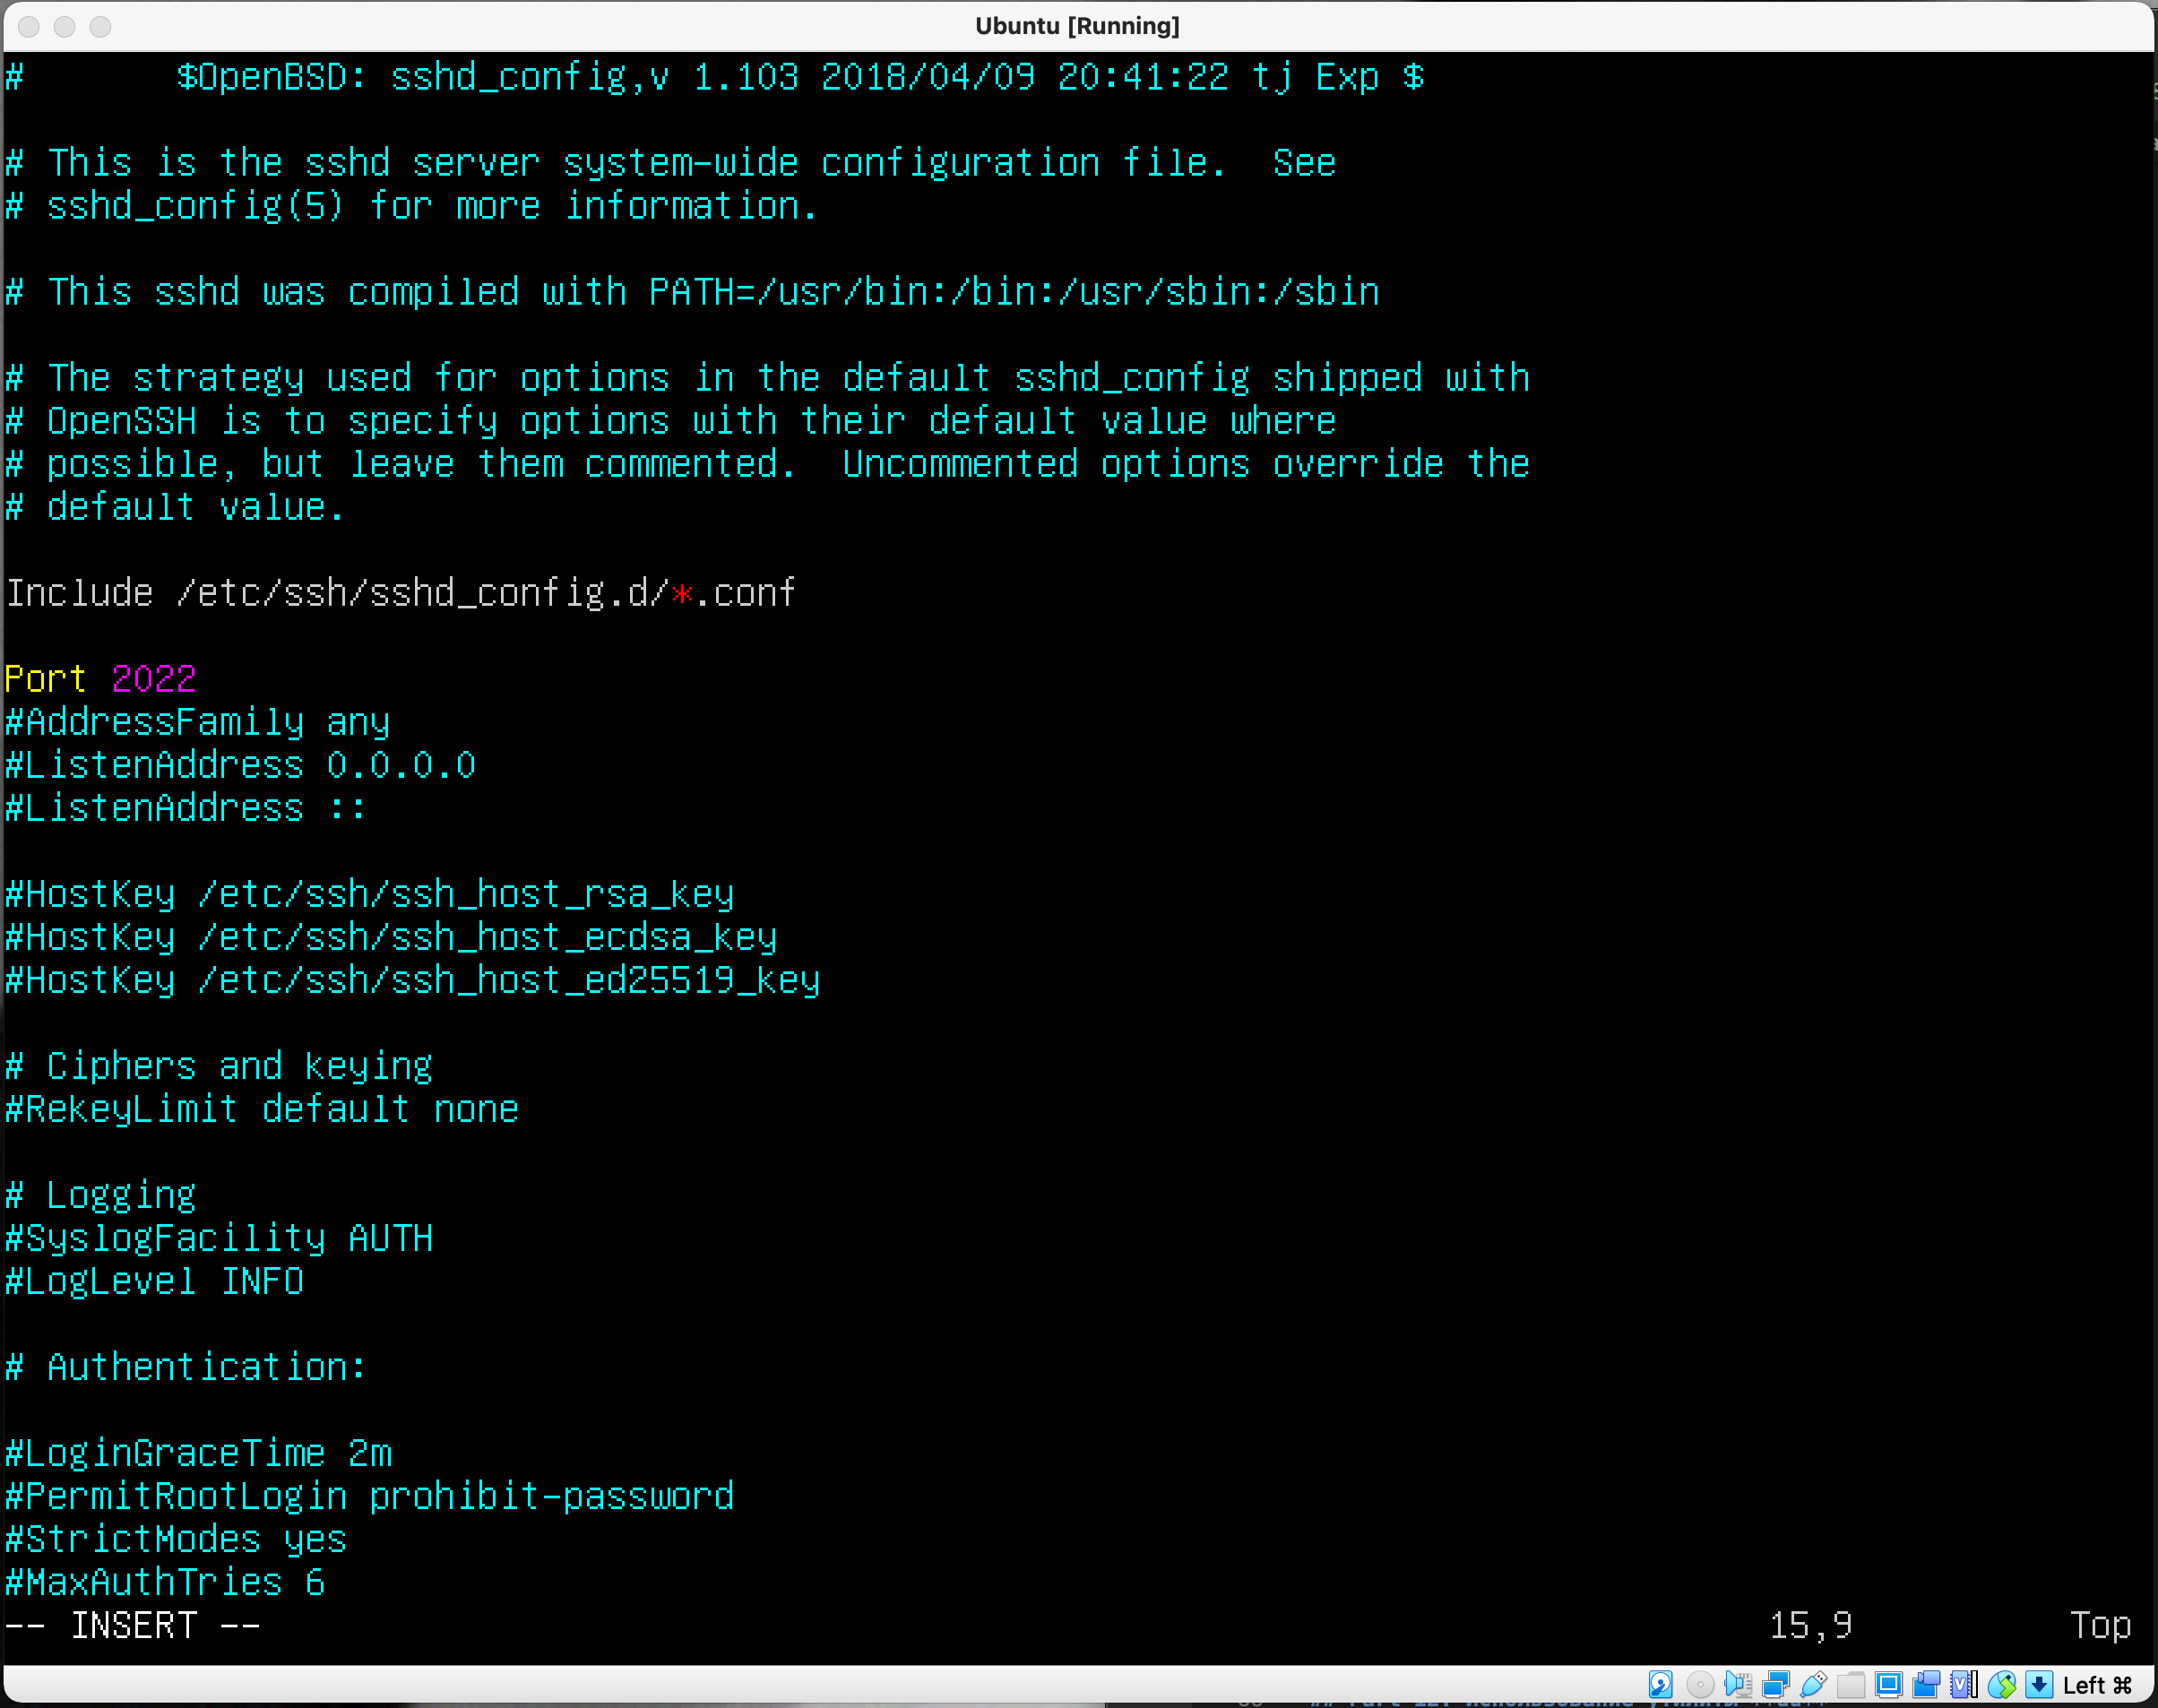 Ubuntu [Running]
#       $OpenBSD: sshd_config,v 1.103 2018/04/09 20:41:22 tj Exp $
# This is the sshd server system-wide configuration file.  See
# sshd_config(5) for more information.
# This sshd was compiled with PATH=/usr/bin:/bin:/usr/sbin:/sbin
# The strategy used for options in the default sshd_config shipped with
# OpenSSH is to specify options with their default value where
# possible, but leave them commented.  Uncommented options override the
# default value.
Include /etc/ssh/sshd_config.d/*.conf
Port 2022
#AddressFamily any
#ListenAddress 0.0.0.0
#ListenAddress ::
#HostKey /etc/ssh/ssh_host_rsa_key
#HostKey /etc/ssh/ssh_host_ecdsa_key
#HostKey /etc/ssh/ssh_host_ed25519_key
# Ciphers and keying
#RekeyLimit default none
# Logging
#SyslogFacility AUTH
#LogLevel INFO
# Authentication:
#LoginGraceTime 2m
#PermitRootLogin prohibit-password
#StrictModes yes
#MaxAuthTries 6
-- INSERT --                                  15,9          Top
Left ⌘